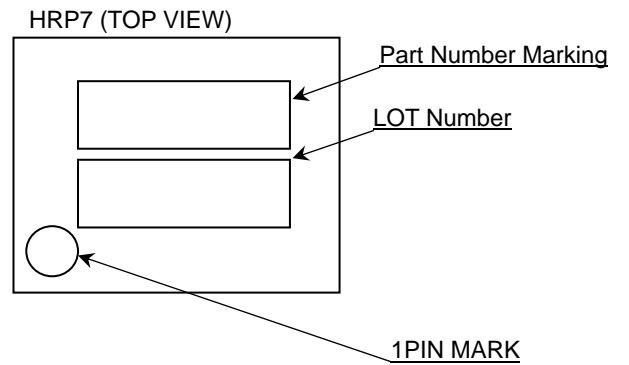 HRP7 (TOP VIEW)
Part Number Marking
LOT Number
1PIN MARK